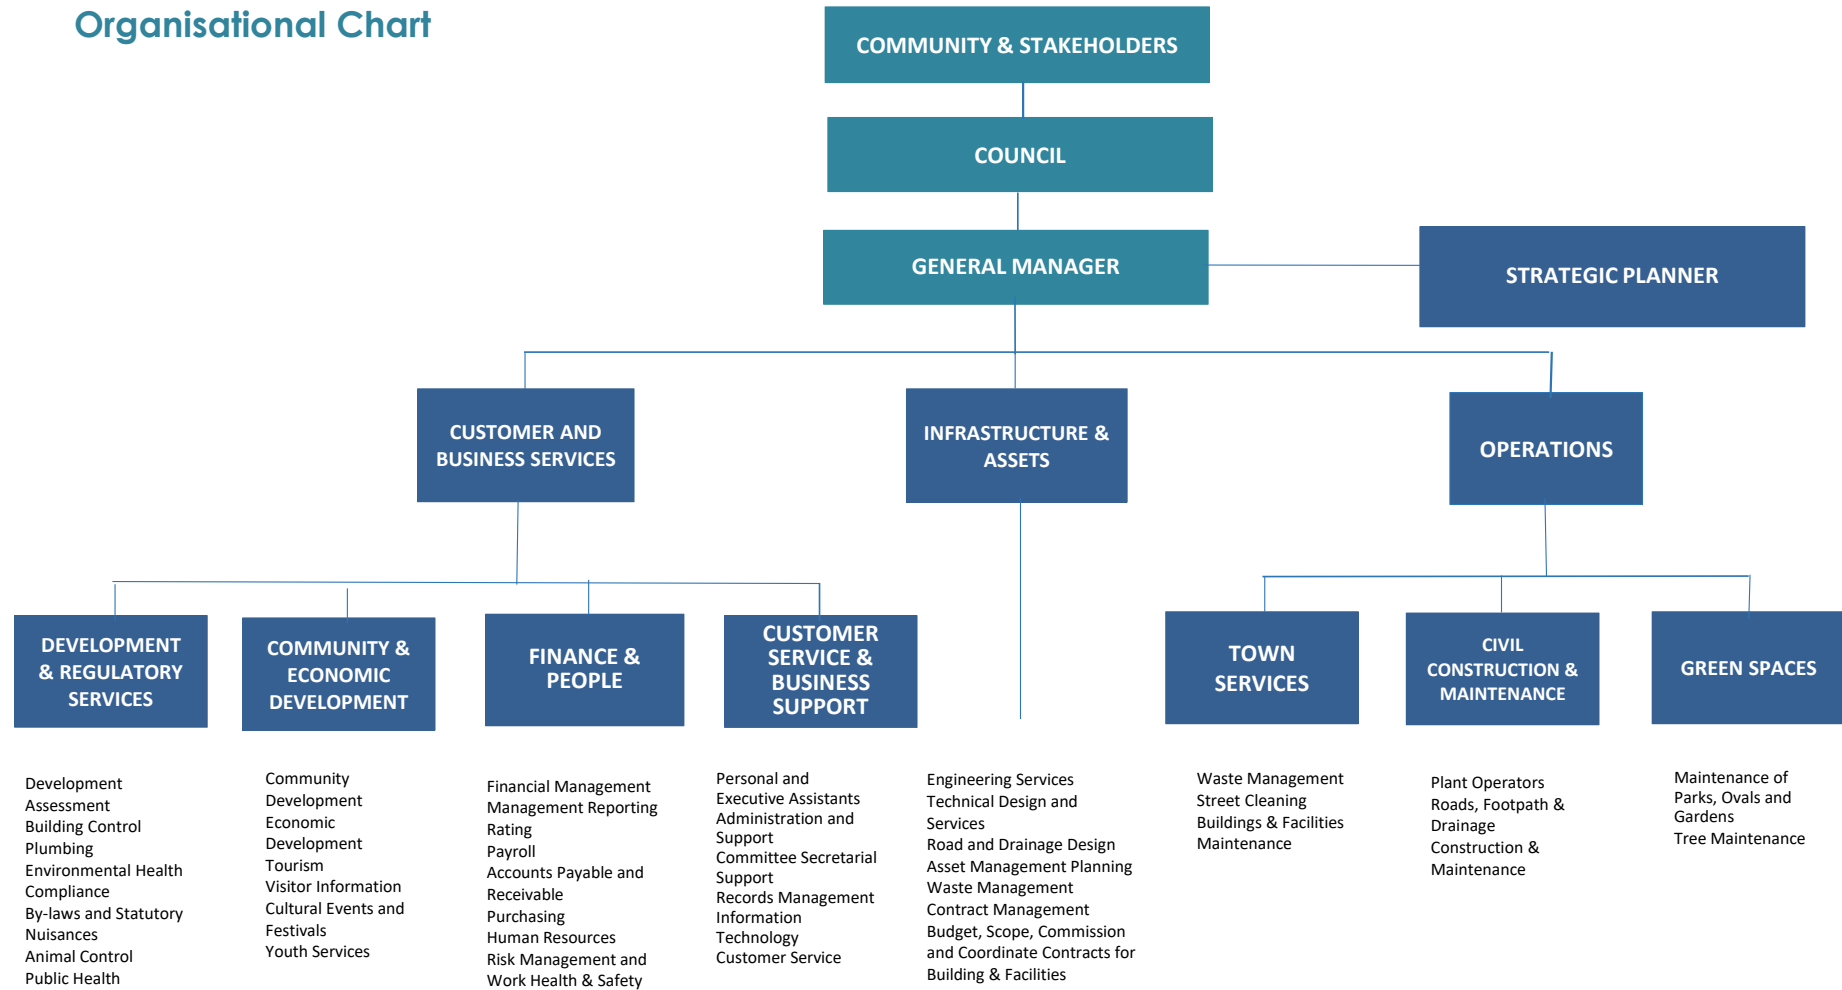 Organisational Chart
COMMUNITY & STAKEHOLDERS
COUNCIL
GENERAL MANAGER
STRATEGIC PLANNER
CUSTOMER AND
BUSINESS SERVICES
INFRASTRUCTURE &
ASSETS
OPERATIONS
DEVELOPMENT
& REGULATORY
SERVICES
COMMUNITY &
ECONOMIC
DEVELOPMENT
FINANCE &
PEOPLE
CUSTOMER
SERVICE &
BUSINESS
SUPPORT
TOWN
SERVICES
CIVIL
CONSTRUCTION &
MAINTENANCE
GREEN SPACES
Development
Assessment
Building Control
Plumbing
Environmental Health
Compliance
By-laws and Statutory
Nuisances
Animal Control
Public Health
Community
Development
Economic
Development
Tourism
Visitor Information
Cultural Events and
Festivals
Youth Services
Financial Management
Management Reporting
Rating
Payroll
Accounts Payable and
Receivable
Purchasing
Human Resources
Risk Management and
Work Health & Safety
Personal and
Executive Assistants
Administration and
Support
Committee Secretarial
Support
Records Management
Information
Technology
Customer Service
Engineering Services
Technical Design and
Services
Road and Drainage Design
Asset Management Planning
Waste Management
Contract Management
Budget, Scope, Commission
and Coordinate Contracts for
Building & Facilities
Waste Management
Street Cleaning
Buildings & Facilities
Maintenance
Plant Operators
Roads, Footpath &
Drainage
Construction &
Maintenance
Maintenance of
Parks, Ovals and
Gardens
Tree Maintenance